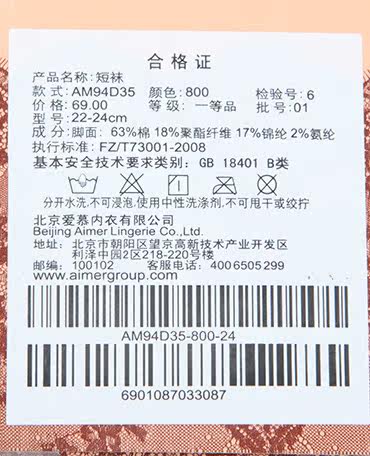 合格证
产品名称:短袜
款式:AM94D35 颜色:800 检验号:6
价格:69.00 等级:一等品 批号:01
型号:22-24cm
成分:脚面: 63%棉 18%聚酯纤维 17%锦纶 2%氨纶
执行标准:FZ/T73001-2008
基本安全技术要求类别: GB 18401 B类
分开水洗,不可浸泡,使用中性洗涤剂,不可甩干或绞拧
北京爱慕内衣有限公司
Beijing Aimer Lingerie Co.,Ltd.
地址:北京市朝阳区望京高新技术产业开发区
利泽中园2区218-220号楼
邮编:100102 客服电话:4006505299
www.aimergroup.com
AM94D35-800-24
6901087033087